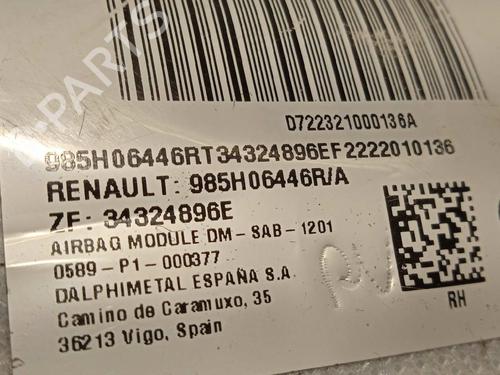 B-PARTS
D722321000136A
985H06446RT34324896EF2222010136
RENAULT: 985H06446R/A
ZF: 34324896E
AIRBAG MODULE DM-SAB-1201
0589-P1-000377
DALPHIMETAL ESPAÑA S.A.
Camino de Caramuxo, 35
36213 Vigo, Spain
RH